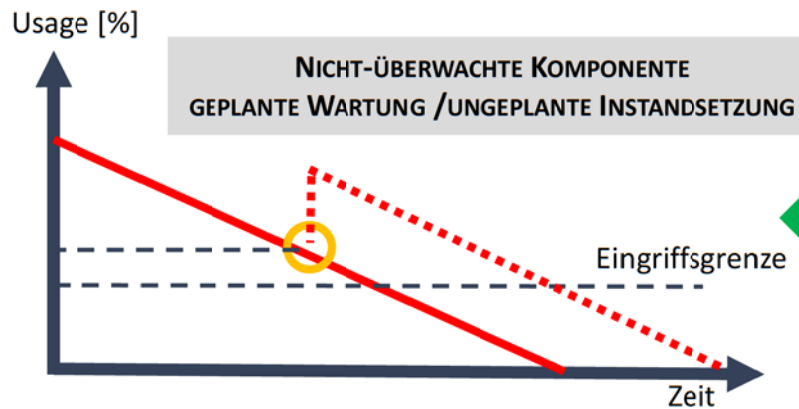 Usage [%]
NICHT-ÜBERWACHTE KOMPONENTE
GEPLANTE WARTUNG /UNGEPLANTE INSTANDSETZUNG
Eingriffsgrenze
Zeit